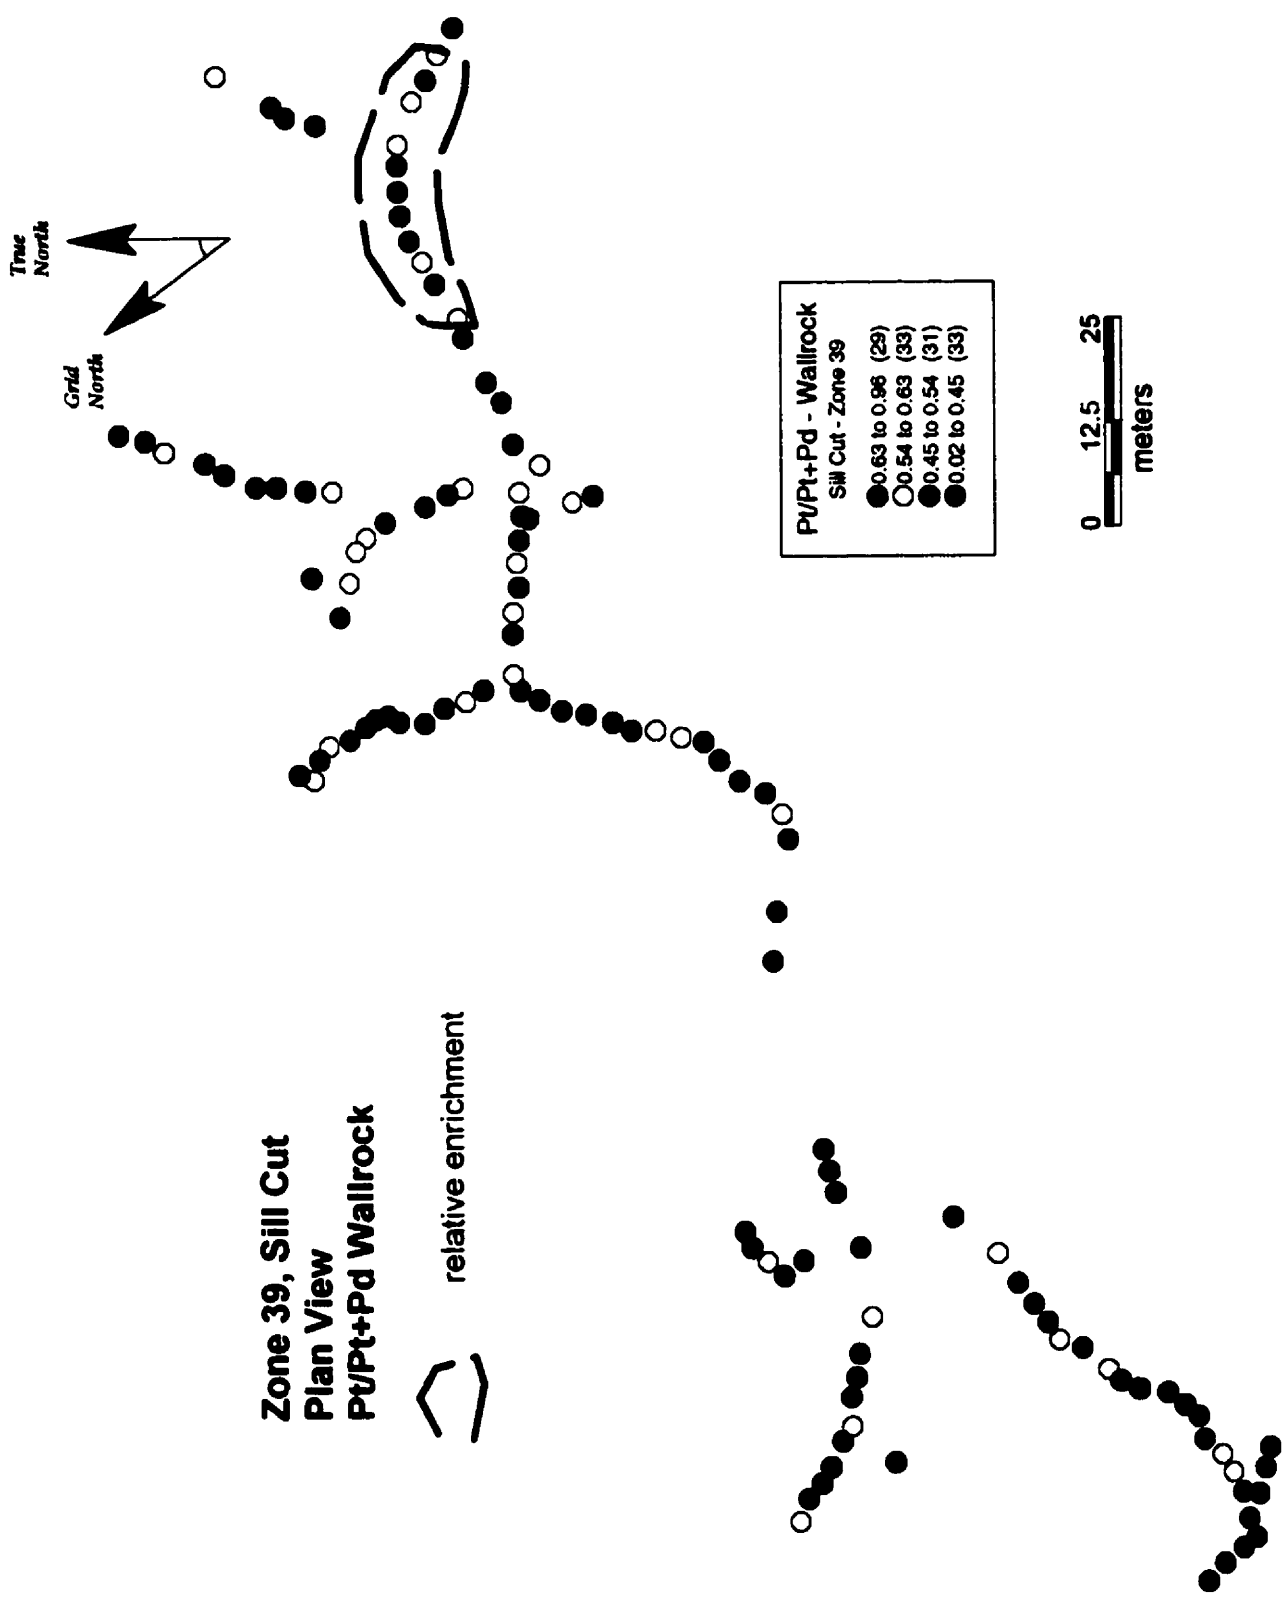 True
North
Grid
North
Zone 39, Sill Cut
Plan View
Pt/Pt+Pd Wallrock
relative enrichment
Pt/Pt+Pd - Wallrock
Sill Cut - Zone 39
0.63 to 0.96 (29)
0.54 to 0.63 (33)
0.45 to 0.54 (31)
0.02 to 0.45 (33)
0 12.5 25
meters